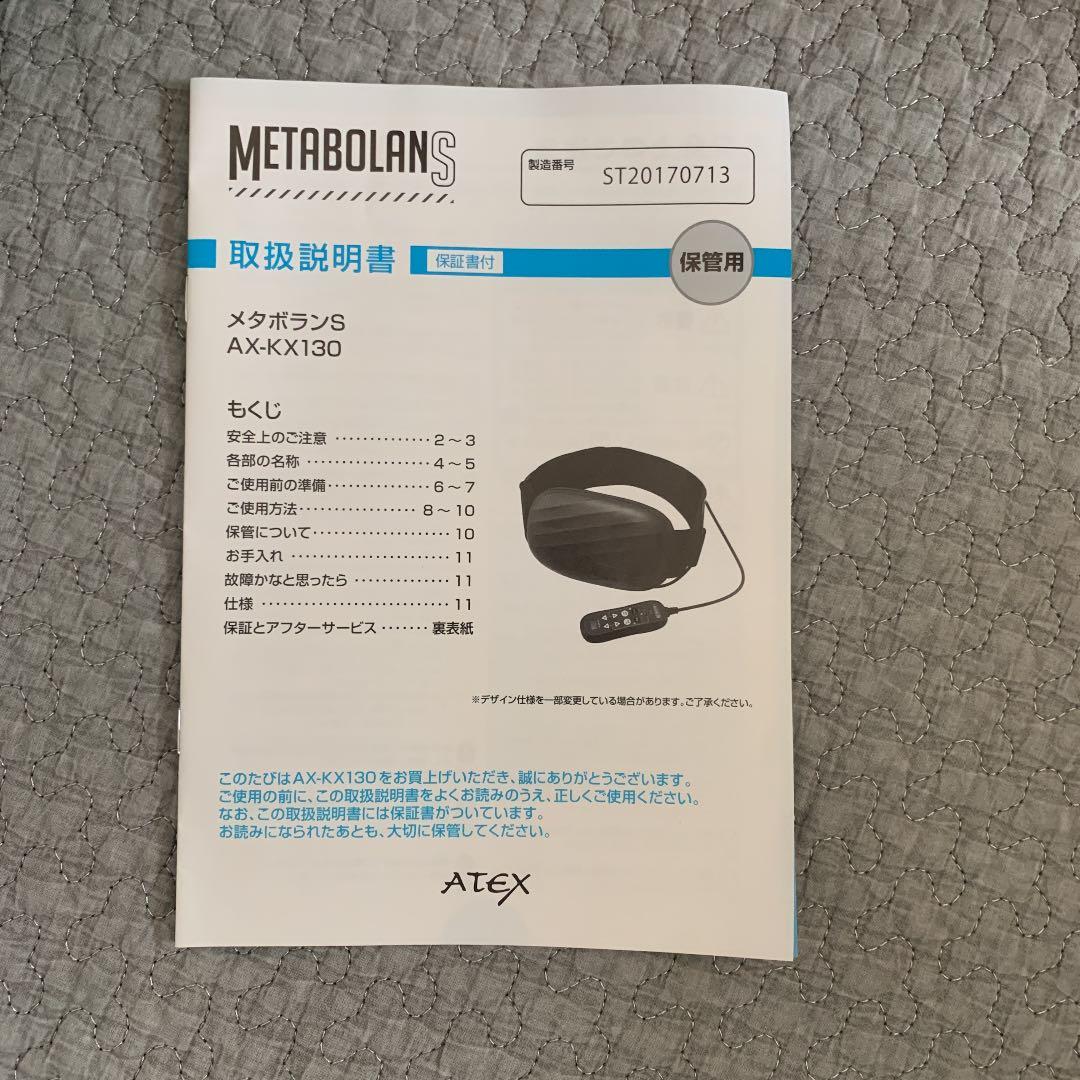 METABOLANS
製造番号 ST20170713
取扱説明書 保証書付 保管用
メタボランS
AX-KX130
もくじ
安全上のご注意 ·············· 2～3
各部の名称 ·················· 4～5
ご使用前の準備··············· 6～7
ご使用方法················· 8～10
保管について···················· 10
お手入れ ······················· 11
故障かなと思ったら ·············· 11
仕様 ··························· 11
保証とアフターサービス ······· 裏表紙
※デザイン仕様を一部変更している場合があります。ご了承ください。
このたびはAX-KX130をお買上げいただき、誠にありがとうございます。
ご使用の前に、この取扱説明書をよくお読みのうえ、正しくご使用ください。
なお、この取扱説明書には保証書がついています。
お読みになられたあとも、大切に保管してください。
ATEX